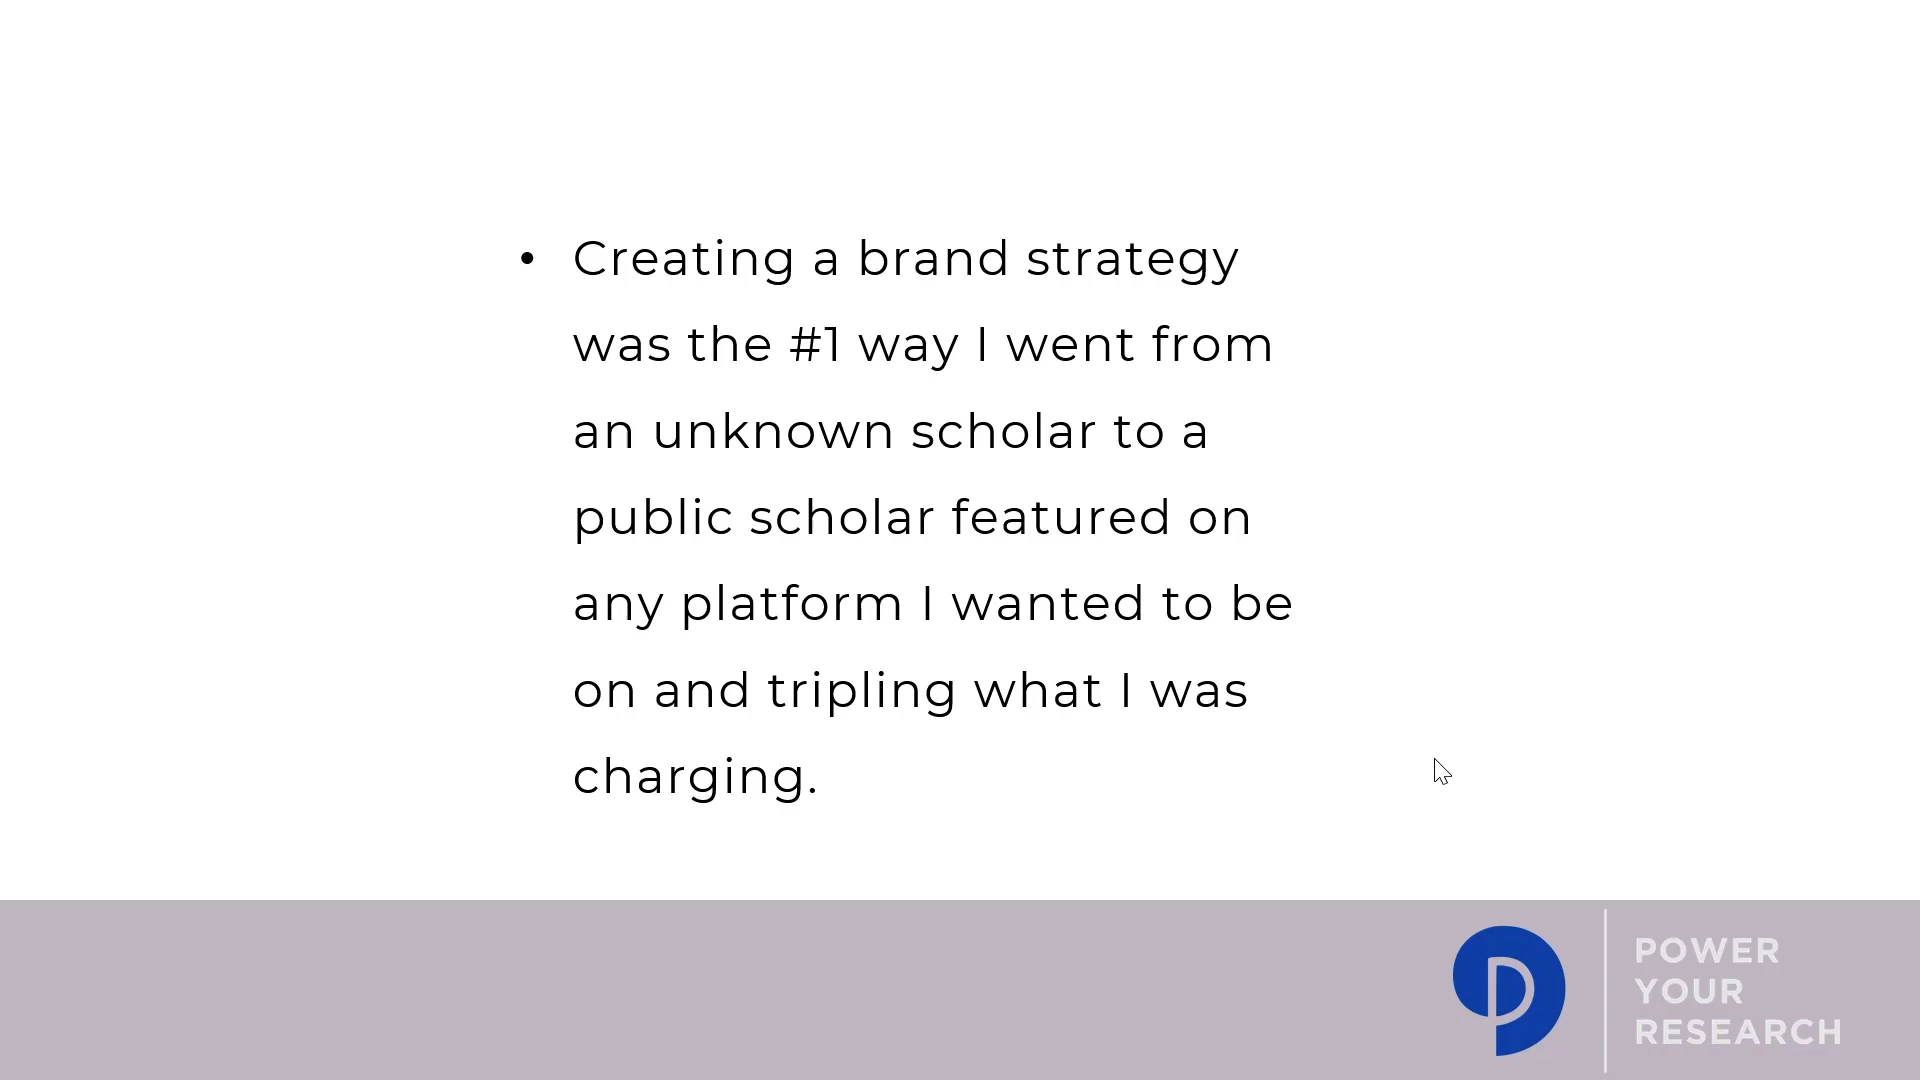 • Creating a brand strategy
was the #1 way I went from
an unknown scholar to a
public scholar featured on
any platform I wanted to be
on and tripling what I was
charging.
POWER
YOUR
RESEARCH